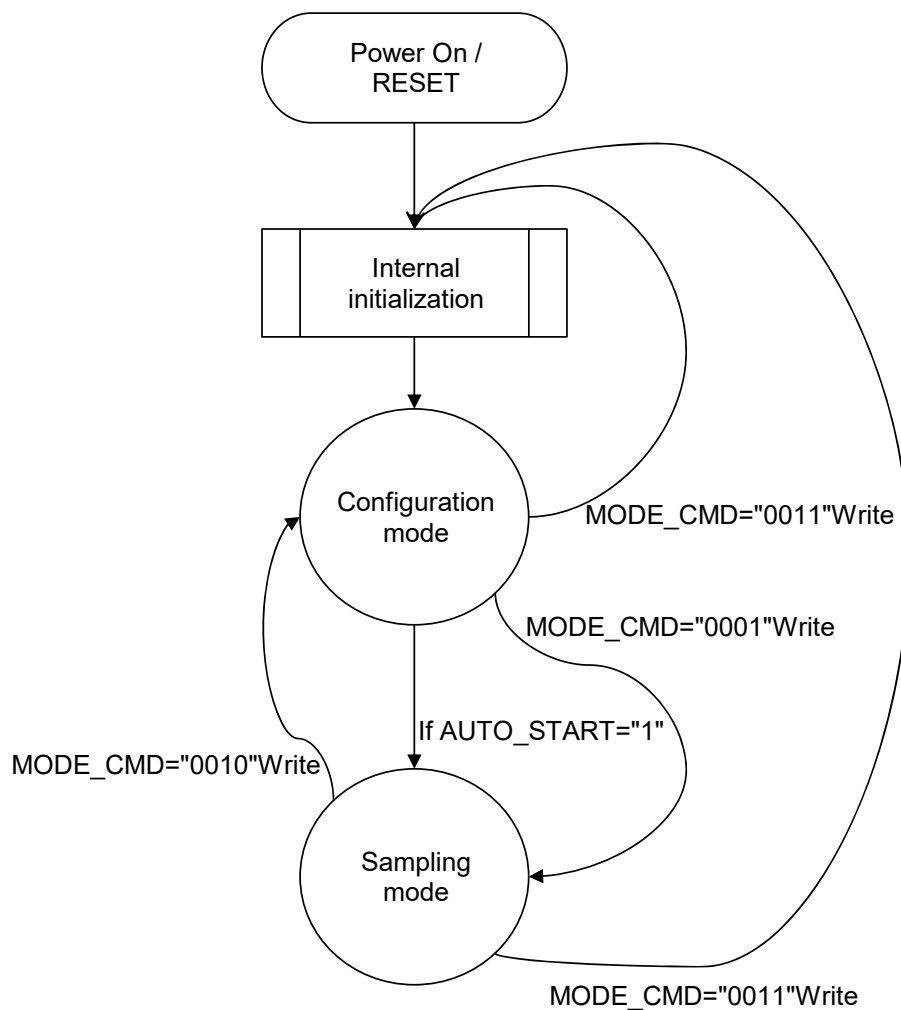 Power On /
RESET
Internal
initialization
Configuration
mode
MODE_CMD="0011"Write
MODE_CMD="0001"Write
If AUTO_START="1"
MODE_CMD="0010"Write
Sampling
mode
MODE_CMD="0011"Write